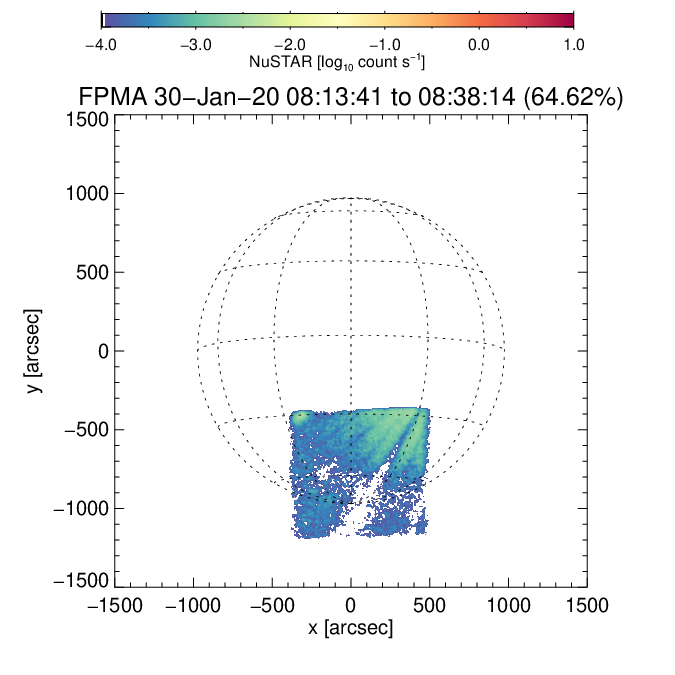 −4.0 −3.0 −2.0 −1.0 0.0 1.0
NuSTAR [log₁₀ count s⁻¹]
FPMA 30−Jan−20 08:13:41 to 08:38:14 (64.62%)
1500
1000
500
0
−500
−1000
−1500
y [arcsec]
−1500 −1000 −500 0 500 1000 1500
x [arcsec]